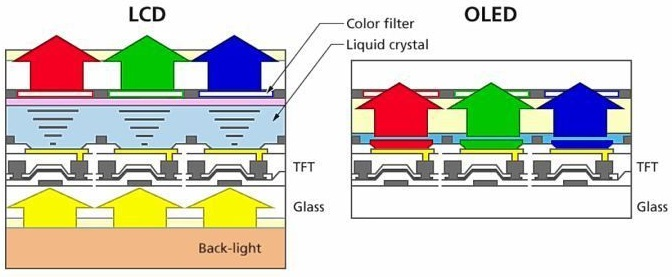 LCD
OLED
Color filter
Liquid crystal
TFT
TFT
Glass
Glass
Back-light